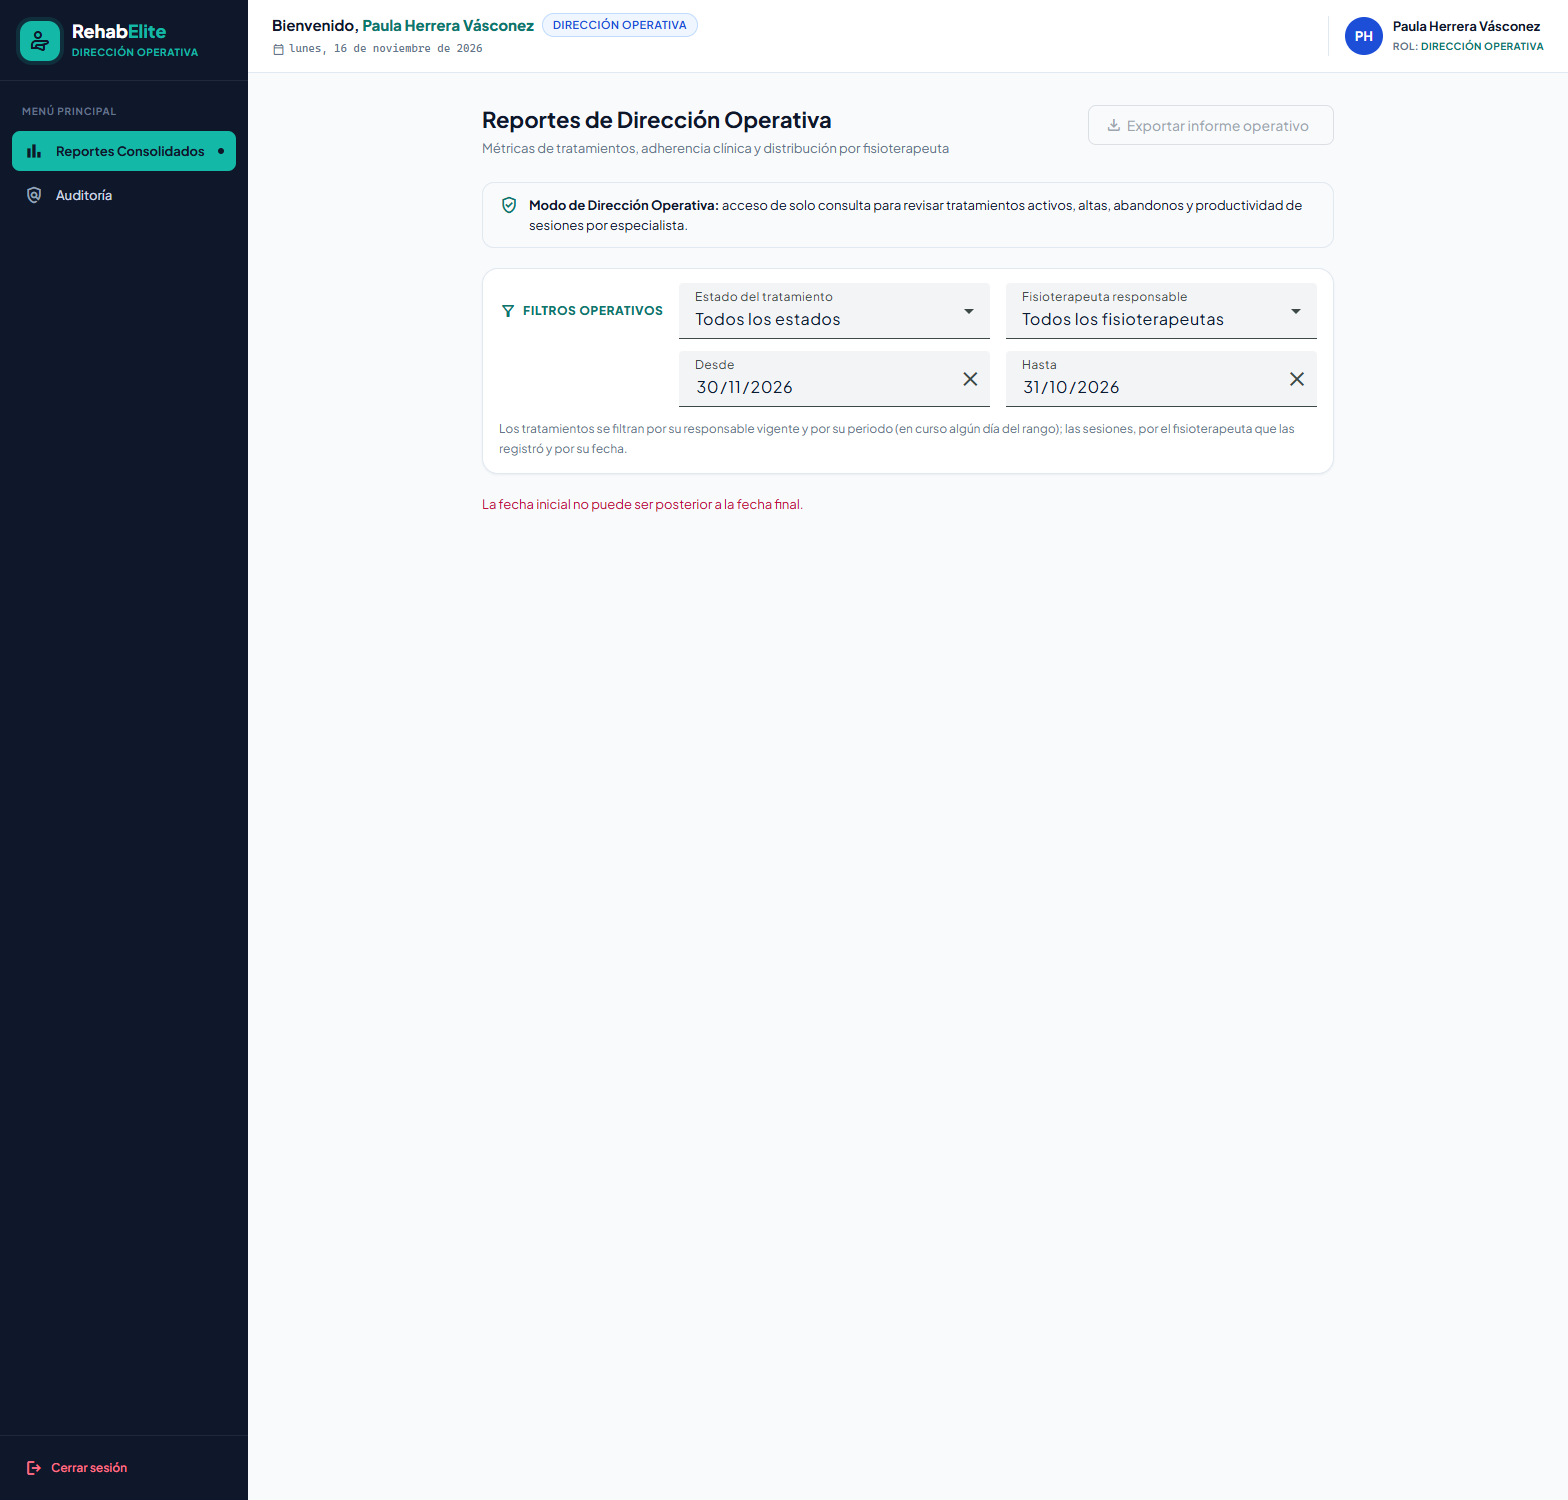 RehabElite
DIRECCIÓN OPERATIVA
MENÚ PRINCIPAL
Reportes Consolidados
Auditoría
Cerrar sesión
Bienvenido, Paula Herrera Vásconez DIRECCIÓN OPERATIVA
lunes, 16 de noviembre de 2026
PH
Paula Herrera Vásconez
ROL: DIRECCIÓN OPERATIVA
Reportes de Dirección Operativa
Métricas de tratamientos, adherencia clínica y distribución por fisioterapeuta
Exportar informe operativo
Modo de Dirección Operativa: acceso de solo consulta para revisar tratamientos activos, altas, abandonos y productividad de
sesiones por especialista.
FILTROS OPERATIVOS
Estado del tratamiento
Todos los estados
Fisioterapeuta responsable
Todos los fisioterapeutas
Desde
30/11/2026
Hasta
31/10/2026
Los tratamientos se filtran por su responsable vigente y por su periodo (en curso algún día del rango); las sesiones, por el fisioterapeuta que las
registró y por su fecha.
La fecha inicial no puede ser posterior a la fecha final.